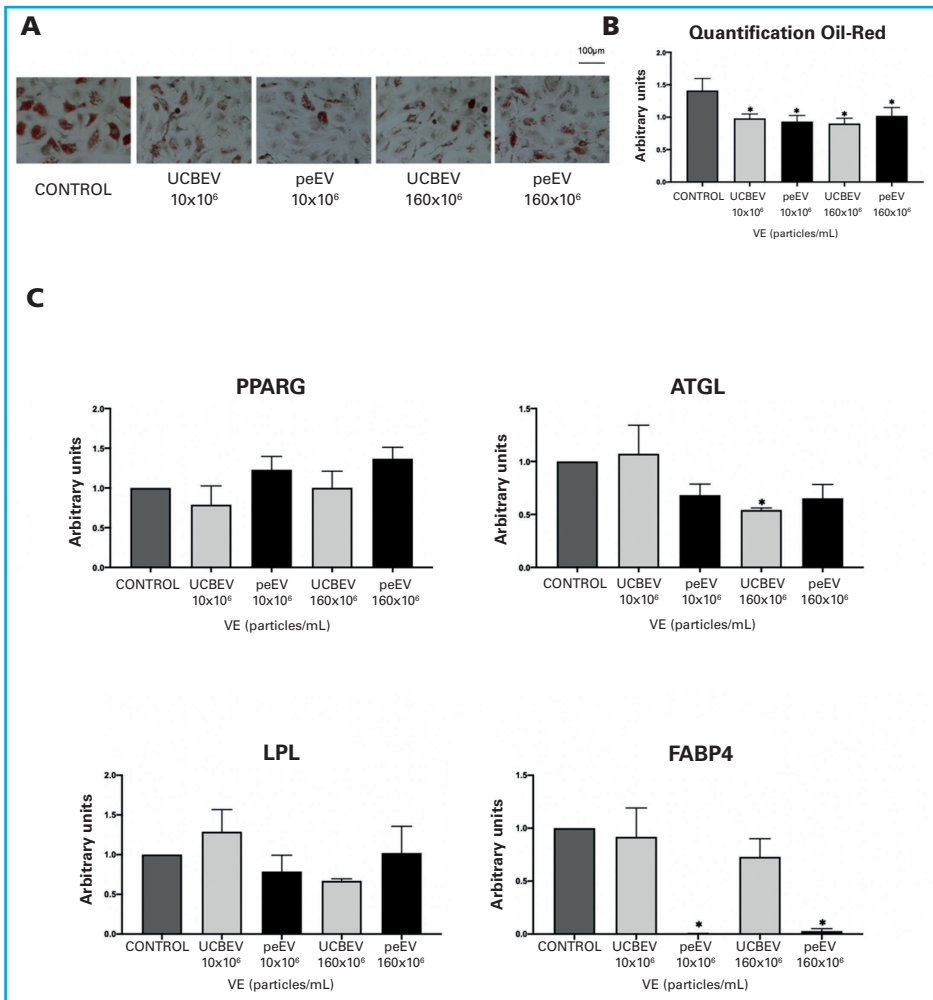 A
100µm
CONTROL
UCBEV
10x10⁶
peEV
10x10⁶
UCBEV
160x10⁶
peEV
160x10⁶
B
Quantification Oil-Red
Arbitrary units
2.0
1.5
1.0
0.5
0.0
*
*
*
*
CONTROL UCBEV peEV UCBEV peEV
10x10⁶ 10x10⁶ 160x10⁶ 160x10⁶
VE (particles/mL)
C
PPARG
Arbitrary units
2.0
1.5
1.0
0.5
0.0
CONTROL UCBEV peEV UCBEV peEV
10x10⁶ 10x10⁶ 160x10⁶ 160x10⁶
VE (particles/mL)
ATGL
Arbitrary units
1.5
1.0
0.5
0.0
*
CONTROL UCBEV peEV UCBEV peEV
10x10⁶ 10x10⁶ 160x10⁶ 160x10⁶
VE (particles/mL)
LPL
Arbitrary units
2.0
1.5
1.0
0.5
0.0
CONTROL UCBEV peEV UCBEV peEV
10x10⁶ 10x10⁶ 160x10⁶ 160x10⁶
VE (particles/mL)
FABP4
Arbitrary units
1.5
1.0
0.5
0.0
*
*
CONTROL UCBEV peEV UCBEV peEV
10x10⁶ 10x10⁶ 160x10⁶ 160x10⁶
VE (particles/mL)